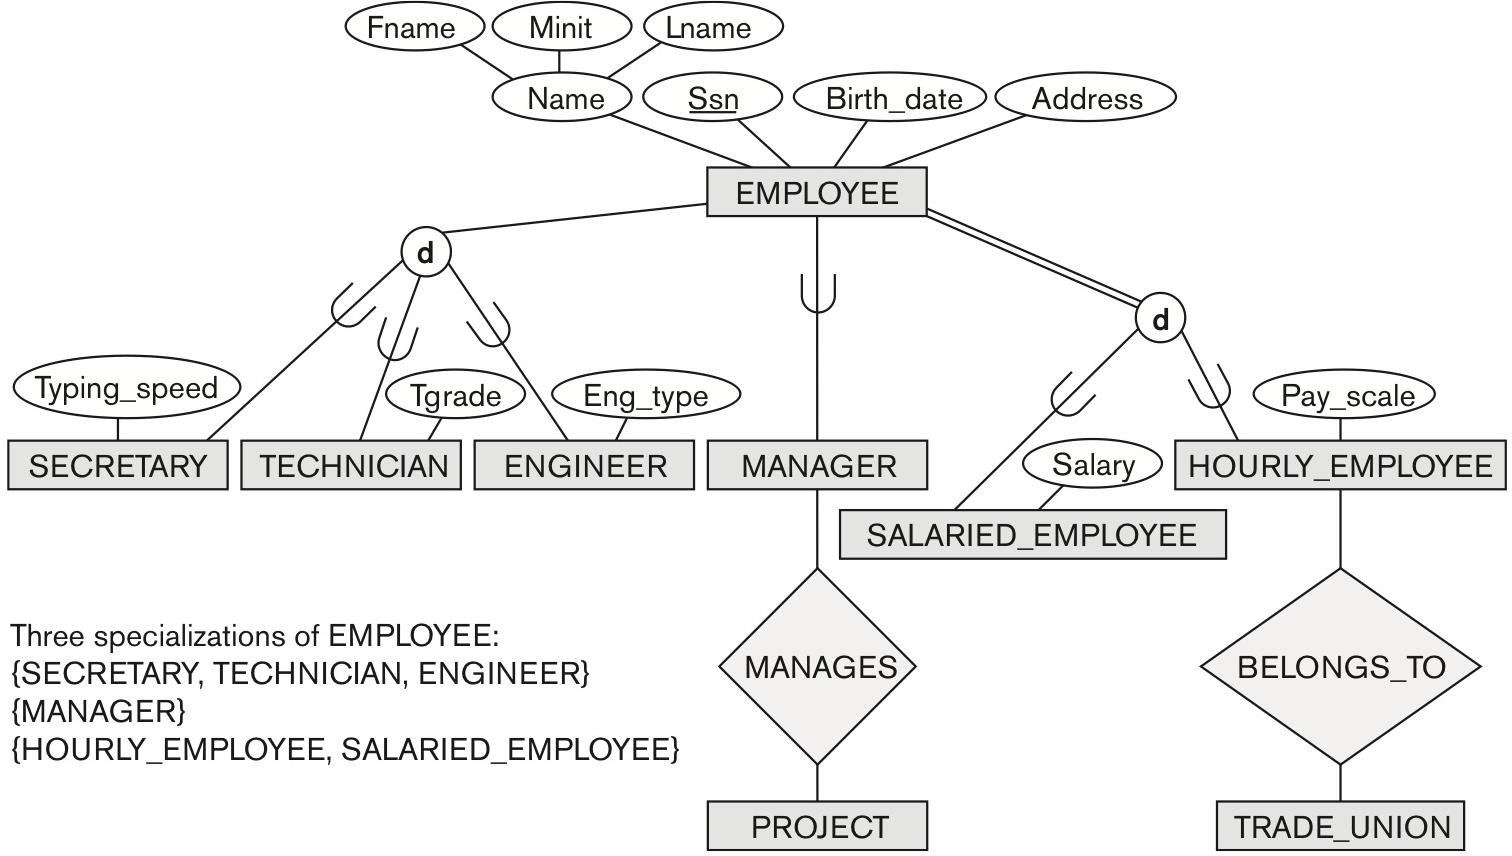 Fname
Minit
Lname
Name
Ssn
Birth_date
Address
EMPLOYEE
d
d
Typing_speed
Tgrade
Eng_type
Pay_scale
SECRETARY
TECHNICIAN
ENGINEER
MANAGER
Salary
HOURLY_EMPLOYEE
SALARIED_EMPLOYEE
Three specializations of EMPLOYEE:
{SECRETARY, TECHNICIAN, ENGINEER}
{MANAGER}
{HOURLY_EMPLOYEE, SALARIED_EMPLOYEE}
MANAGES
BELONGS_TO
PROJECT
TRADE_UNION